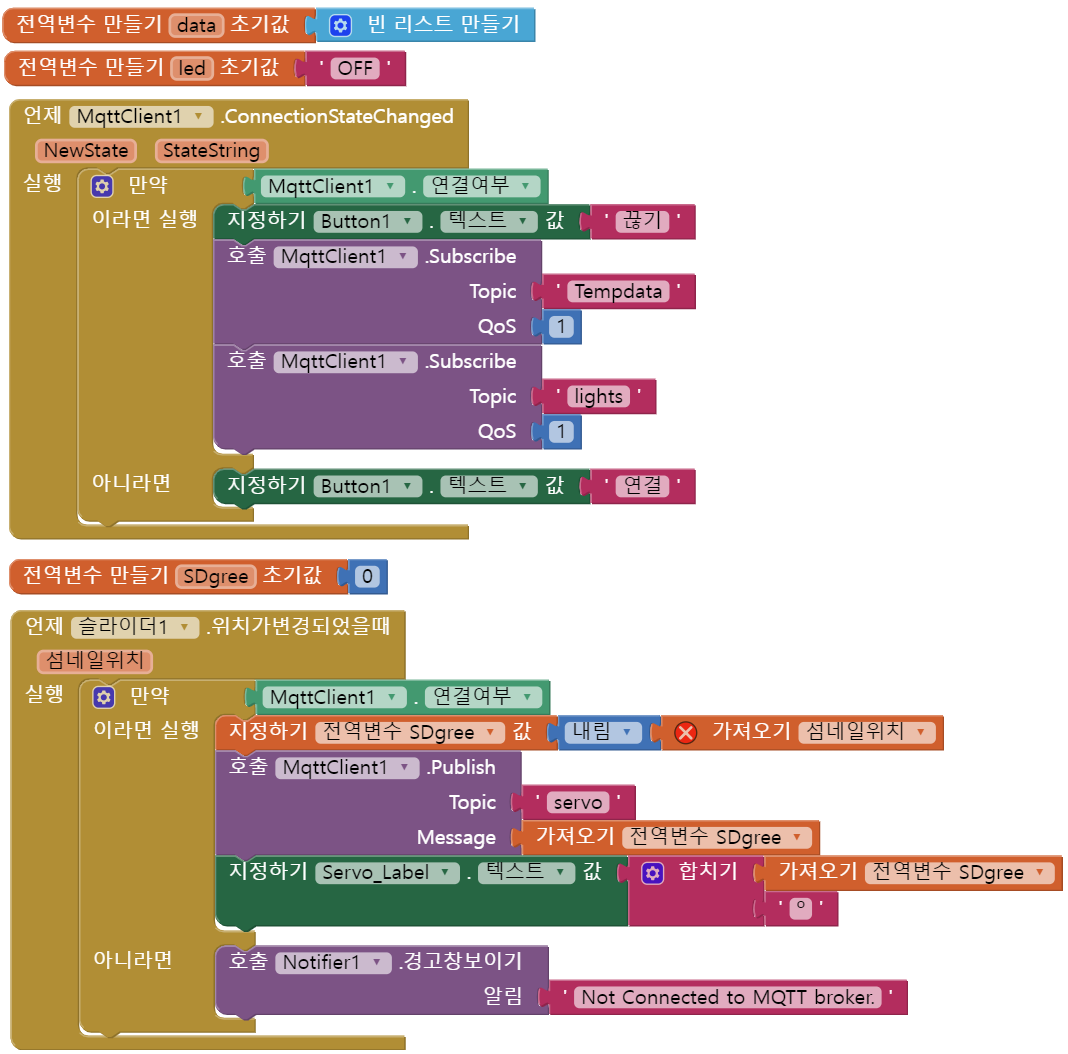 전역변수 만들기 data 초기값 빈 리스트 만들기
전역변수 만들기 led 초기값 ' OFF '
언제 MqttClient1 .ConnectionStateChanged
NewState StateString
실행 만약 MqttClient1 . 연결여부
이라면 실행 지정하기 Button1 . 텍스트 값 ' 끊기 '
호출 MqttClient1 .Subscribe
Topic ' Tempdata '
QoS 1
호출 MqttClient1 .Subscribe
Topic ' lights '
QoS 1
아니라면 지정하기 Button1 . 텍스트 값 ' 연결 '
전역변수 만들기 SDgree 초기값 0
언제 슬라이더1 .위치가변경되었을때
섬네일위치
실행 만약 MqttClient1 . 연결여부
이라면 실행 지정하기 전역변수 SDgree 값 내림 가져오기 섬네일위치
호출 MqttClient1 .Publish
Topic ' servo '
Message 가져오기 전역변수 SDgree
지정하기 Servo_Label . 텍스트 값 합치기 가져오기 전역변수 SDgree
' º '
아니라면 호출 Notifier1 .경고창보이기
알림 ' Not Connected to MQTT broker. '